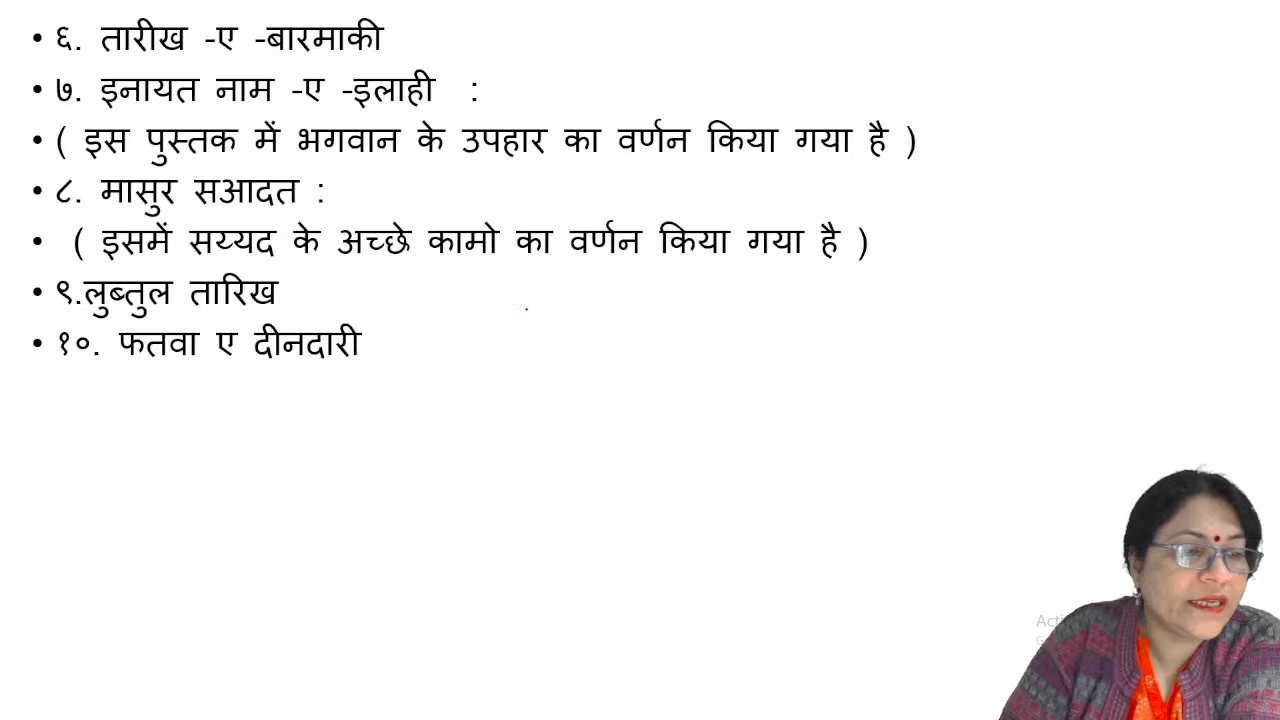 • ६. तारीख -ए -बारमाकी
• ७. इनायत नाम -ए -इलाही :
• ( इस पुस्तक में भगवान के उपहार का वर्णन किया गया है )
• ८. मासुर सआदत :
• ( इसमें सय्यद के अच्छे कामो का वर्णन किया गया है )
• ९.लुब्तुल तारिख
• १०. फतवा ए दीनदारी